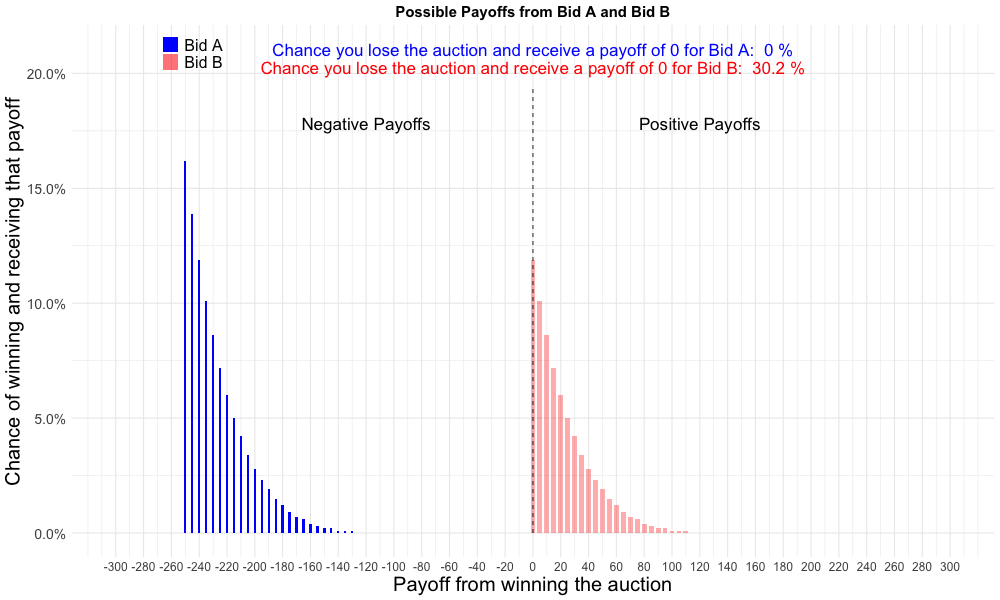 Possible Payoffs from Bid A and Bid B
Bid A
Bid B
Chance you lose the auction and receive a payoff of 0 for Bid A: 0 %
Chance you lose the auction and receive a payoff of 0 for Bid B: 30.2 %
Negative Payoffs
Positive Payoffs
Chance of winning and receiving that payoff
20.0%
15.0%
10.0%
5.0%
0.0%
-300 -280 -260 -240 -220 -200 -180 -160 -140 -120 -100 -80 -60 -40 -20 0 20 40 60 80 100 120 140 160 180 200 220 240 260 280 300
Payoff from winning the auction